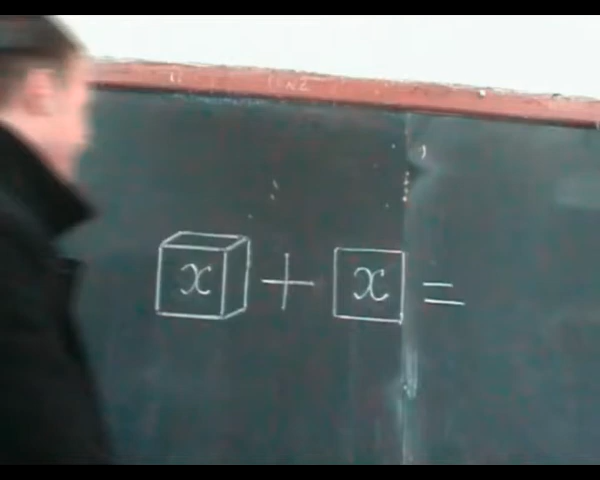 x + x =